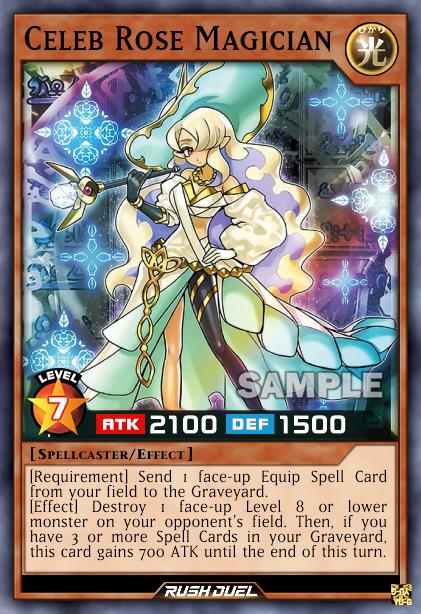 Celeb Rose Magician
ひかり
光
SAMPLE
LEVEL
7
ATK 2100 DEF 1500
[Spellcaster/Effect]
[Requirement] Send 1 face-up Equip Spell Card
from your field to the Graveyard.
[Effect] Destroy 1 face-up Level 8 or lower
monster on your opponent's field. Then, if you
have 3 or more Spell Cards in your Graveyard,
this card gains 700 ATK until the end of this turn.
RUSH DUEL